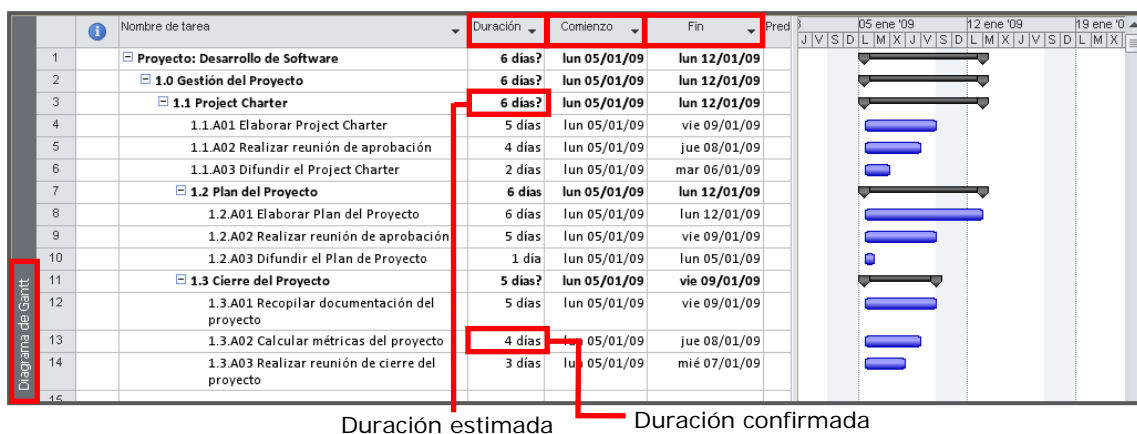 Nombre de tarea Duración Comienzo Fin Pred 05 ene '09 12 ene '09 19 ene '0
J V S D L M X J V S D L M X J V S D L M X
1 Proyecto: Desarrollo de Software 6 días? lun 05/01/09 lun 12/01/09
2 1.0 Gestión del Proyecto 6 días? lun 05/01/09 lun 12/01/09
3 1.1 Project Charter 6 días? lun 05/01/09 lun 12/01/09
4 1.1.A01 Elaborar Project Charter 5 días lun 05/01/09 vie 09/01/09
5 1.1.A02 Realizar reunión de aprobación 4 días lun 05/01/09 jue 08/01/09
6 1.1.A03 Difundir el Project Charter 2 días lun 05/01/09 mar 06/01/09
7 1.2 Plan del Proyecto 6 días lun 05/01/09 lun 12/01/09
8 1.2.A01 Elaborar Plan del Proyecto 6 días lun 05/01/09 lun 12/01/09
9 1.2.A02 Realizar reunión de aprobación 5 días lun 05/01/09 vie 09/01/09
10 1.2.A03 Difundir el Plan de Proyecto 1 día lun 05/01/09 lun 05/01/09
11 1.3 Cierre del Proyecto 5 días? lun 05/01/09 vie 09/01/09
12 1.3.A01 Recopilar documentación del 5 días lun 05/01/09 vie 09/01/09
proyecto
13 1.3.A02 Calcular métricas del proyecto 4 días lun 05/01/09 jue 08/01/09
14 1.3.A03 Realizar reunión de cierre del 3 días lun 05/01/09 mié 07/01/09
proyecto
15
Diagrama de Gantt
Duración estimada
Duración confirmada